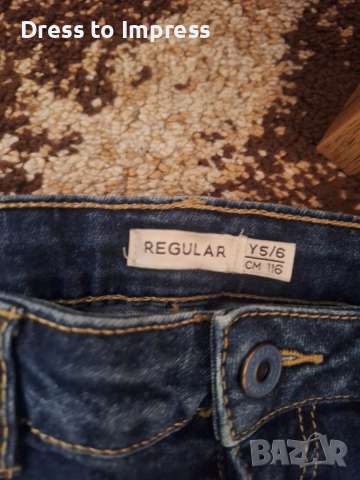 Dress to Impress
REGULAR
Y5/6
CM 116
BAZAR